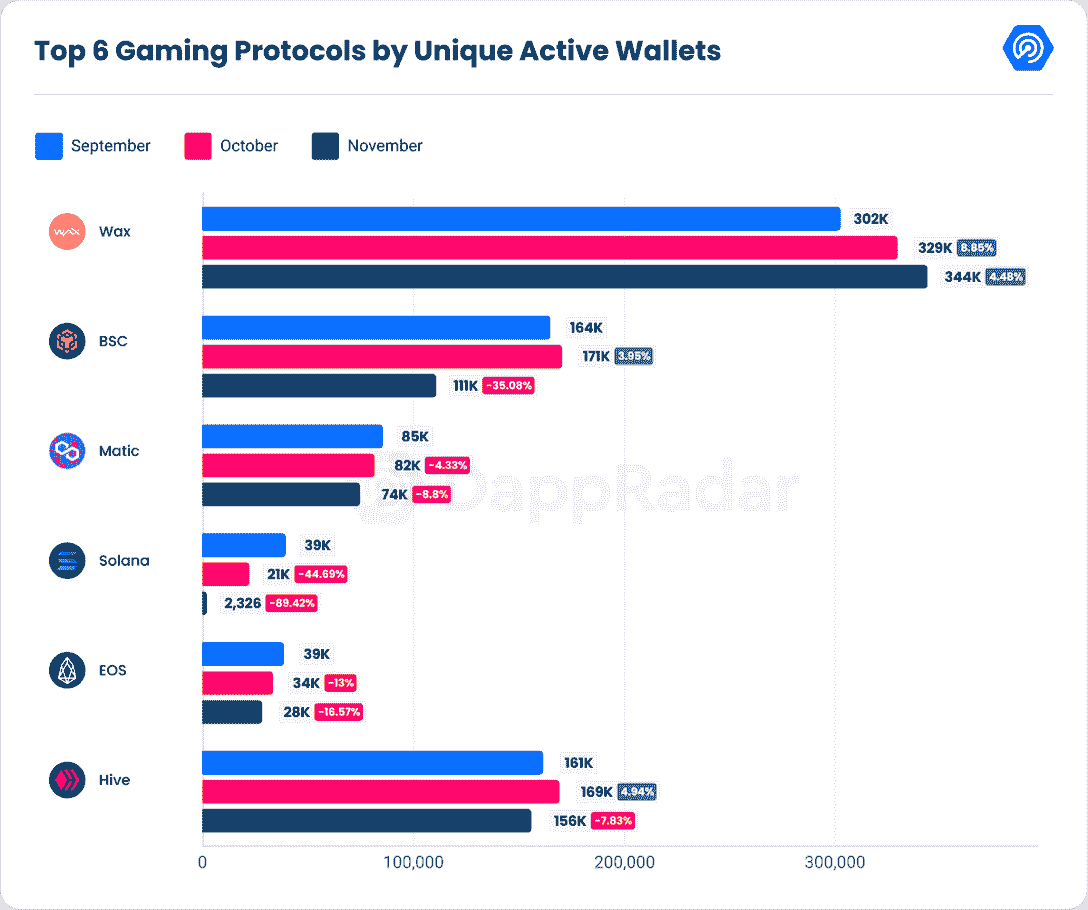 Top 6 Gaming Protocols by Unique Active Wallets
September October November
Wax
302K
329K 8.85%
344K 4.48%
BSC
164K
171K 3.95%
111K -35.08%
Matic
85K
82K -4.33%
74K -8.8%
DappRadar
Solana
39K
21K -44.69%
2,326 -89.42%
EOS
39K
34K -13%
28K -16.57%
Hive
161K
169K 4.94%
156K -7.83%
0 100,000 200,000 300,000